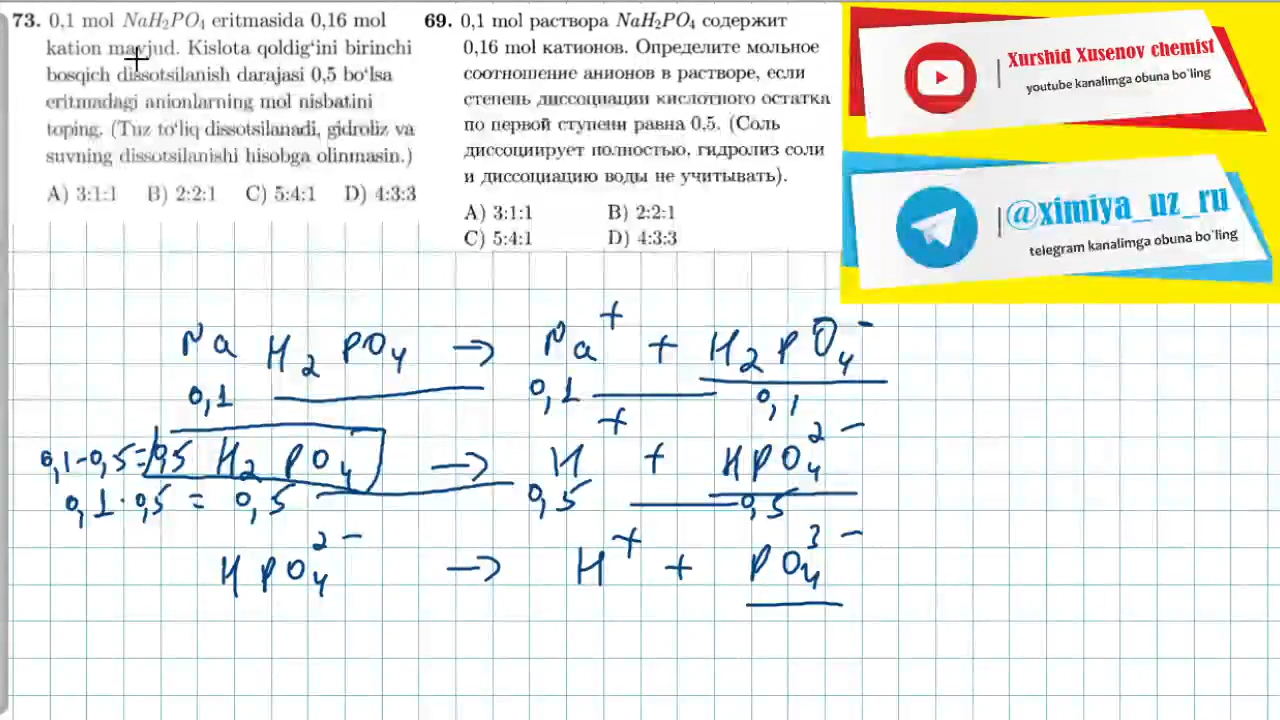 73. 0,1 mol NaH₂PO₄ eritmasida 0,16 mol
kation mavjud. Kislota qoldig‘ini birinchi
bosqich dissotsilanish darajasi 0,5 bo‘lsa
eritmadagi anionlarning mol nisbatini
toping. (Tuz to‘liq dissotsilanadi, gidroliz va
suvning dissotsilanishi hisobga olinmasin.)
A) 3:1:1 B) 2:2:1 C) 5:4:1 D) 4:3:3
69. 0,1 mol раствора NaH₂PO₄ содержит
0,16 mol катионов. Определите мольное
соотношение анионов в растворе, если
степень диссоциации кислотного остатка
по первой ступени равна 0.5. (Соль
диссоциирует полностью, гидролиз соли
и диссоциацию воды не учитывать).
A) 3:1:1 B) 2:2:1
C) 5:4:1 D) 4:3:3
Xurshid Xusenov chemist
youtube kanalimga obuna bo`ling
@ximiya_uz_ru
telegram kanalimga obuna bo`ling
Na H₂ PO₄ → Na⁺ + H₂PO₄⁻
0,1 0,1 0,1
0,1-0,5= 0,5 H₂ PO₄ → H⁺ + HPO₄²⁻
0,1·0,5 = 0,5 0,5 0,5
HPO₄²⁻ → H⁺ + PO₄³⁻